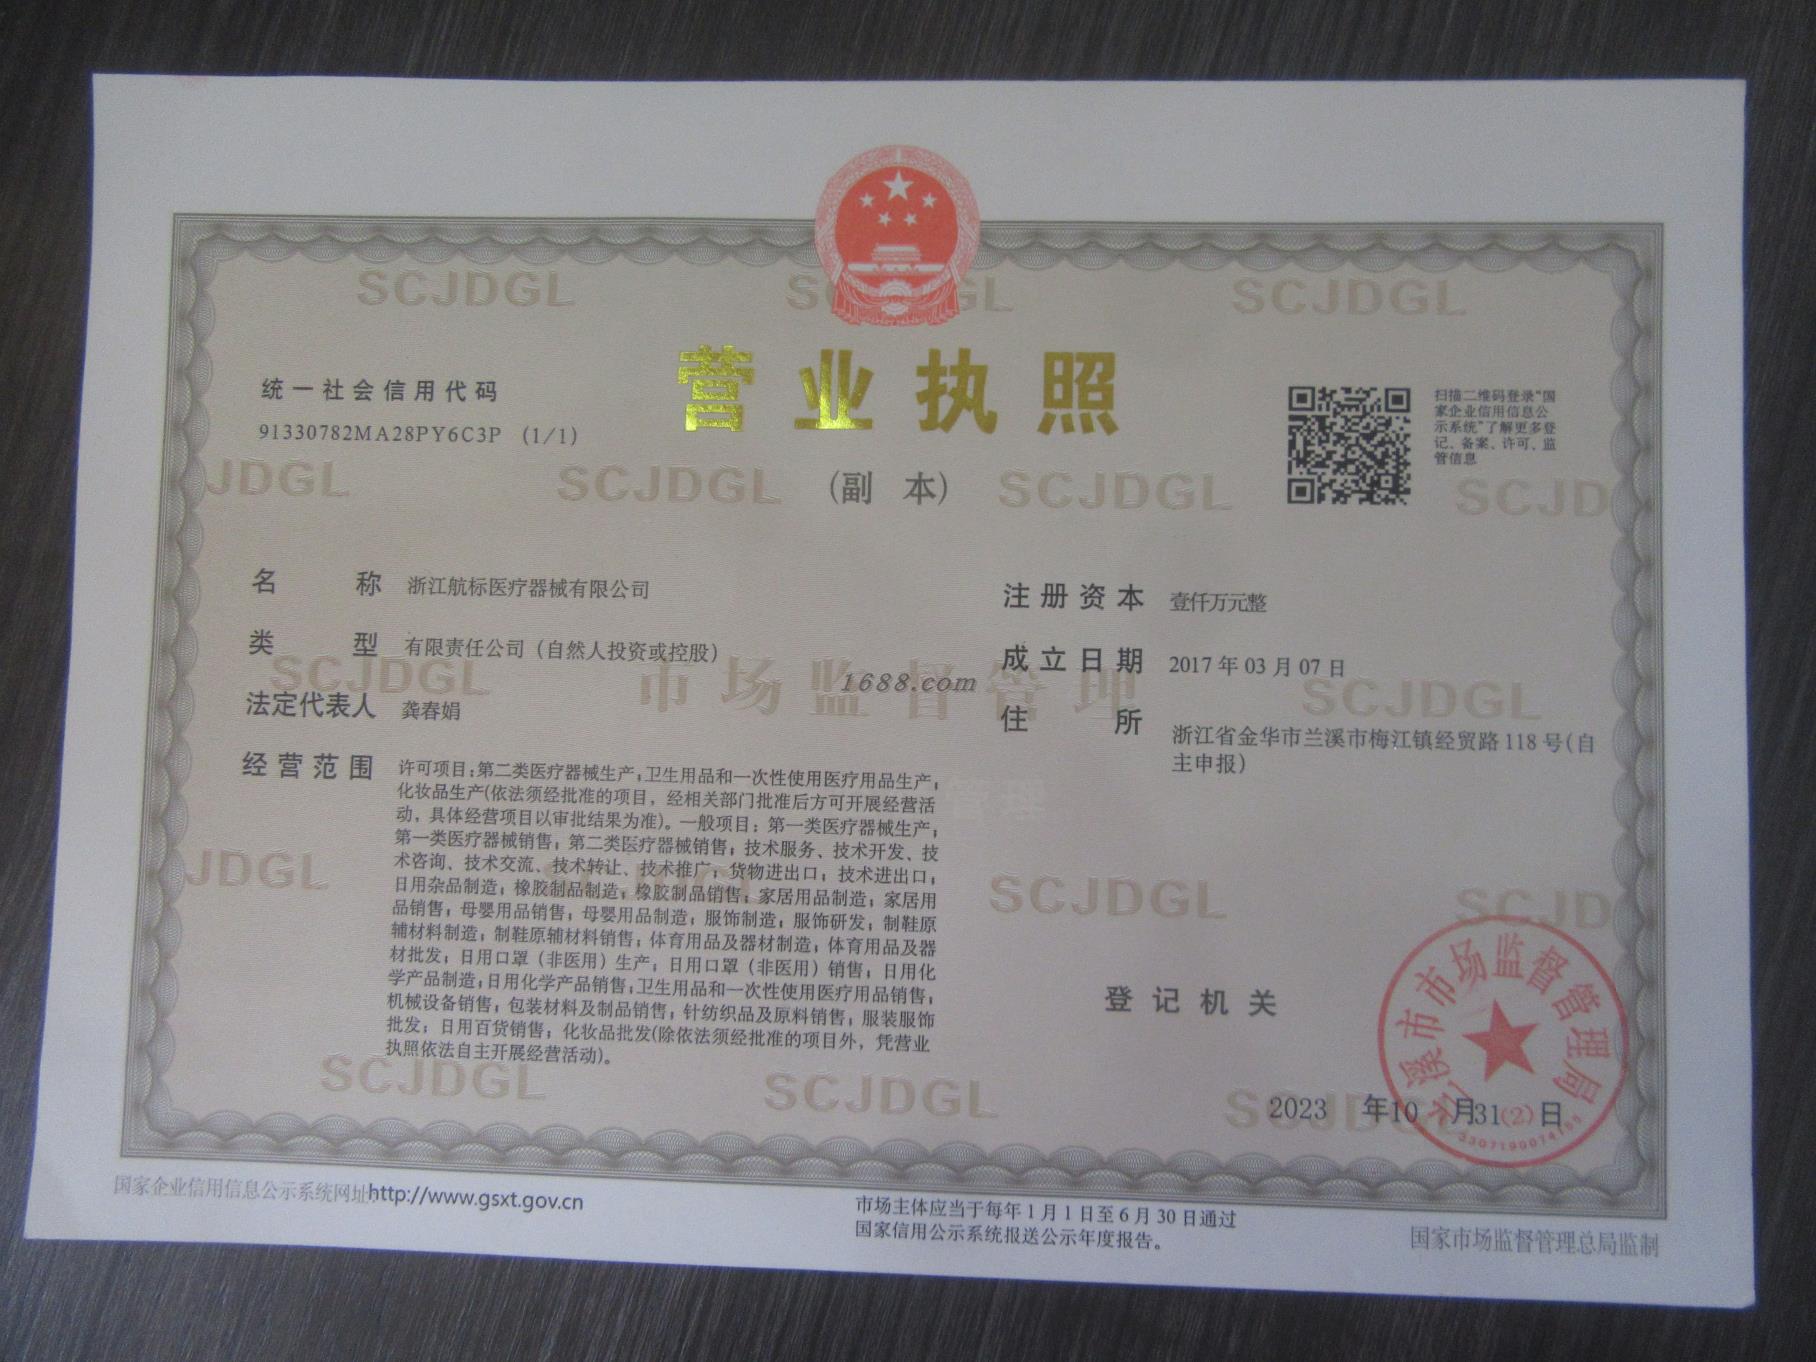 SCJDGL
SCJDGL
SCJDGL
营业执照
(副 本)
统一社会信用代码
91330782MA28PY6C3P (1/1)
扫描二维码登录“国
家企业信用信息公
示系统”了解更多登
记、备案、许可、监
管信息
JDGL
SCJDGL
SCJDGL
SCJD
名 称 浙江航标医疗器械有限公司
类 型 有限责任公司（自然人投资或控股）
法定代表人 龚春娟
经营范围 许可项目;第二类医疗器械生产;卫生用品和一次性使用医疗用品生产;
化妆品生产(依法须经批准的项目，经相关部门批准后方可开展经营活
动，具体经营项目以审批结果为准)。一般项目：第一类医疗器械生产;
第一类医疗器械销售；第二类医疗器械销售；技术服务、技术开发、技
术咨询、技术交流、技术转让、技术推广；货物进出口；技术进出口；
日用杂品制造；橡胶制品制造；橡胶制品销售；家居用品制造；家居用
品销售；母婴用品销售；母婴用品制造；服饰制造；服饰研发；制鞋原
辅材料制造；制鞋原辅材料销售；体育用品及器材制造；体育用品及器
材批发；日用口罩（非医用）生产；日用口罩（非医用）销售；日用化
学产品制造;日用化学产品销售;卫生用品和一次性使用医疗用品销售;
机械设备销售；包装材料及制品销售；针纺织品及原料销售；服装服饰
批发；日用百货销售；化妆品批发(除依法须经批准的项目外，凭营业
执照依法自主开展经营活动)。
注册资本 壹仟万元整
成立日期 2017年03月07日
住 所 浙江省金华市兰溪市梅江镇经贸路118号(自
主申报)
SCJDGL
市场监督管理
SCJDGL
1688.com
JDGL
SCJDGL
SCJD
登记机关
兰溪市市场监督管理局
2023 年10 月31(2)日
SCJDGL
SCJDGL
国家企业信用信息公示系统网址:http://www.gsxt.gov.cn
市场主体应当于每年1月1日至6月30日通过
国家信用公示系统报送公示年度报告。
国家市场监督管理总局监制